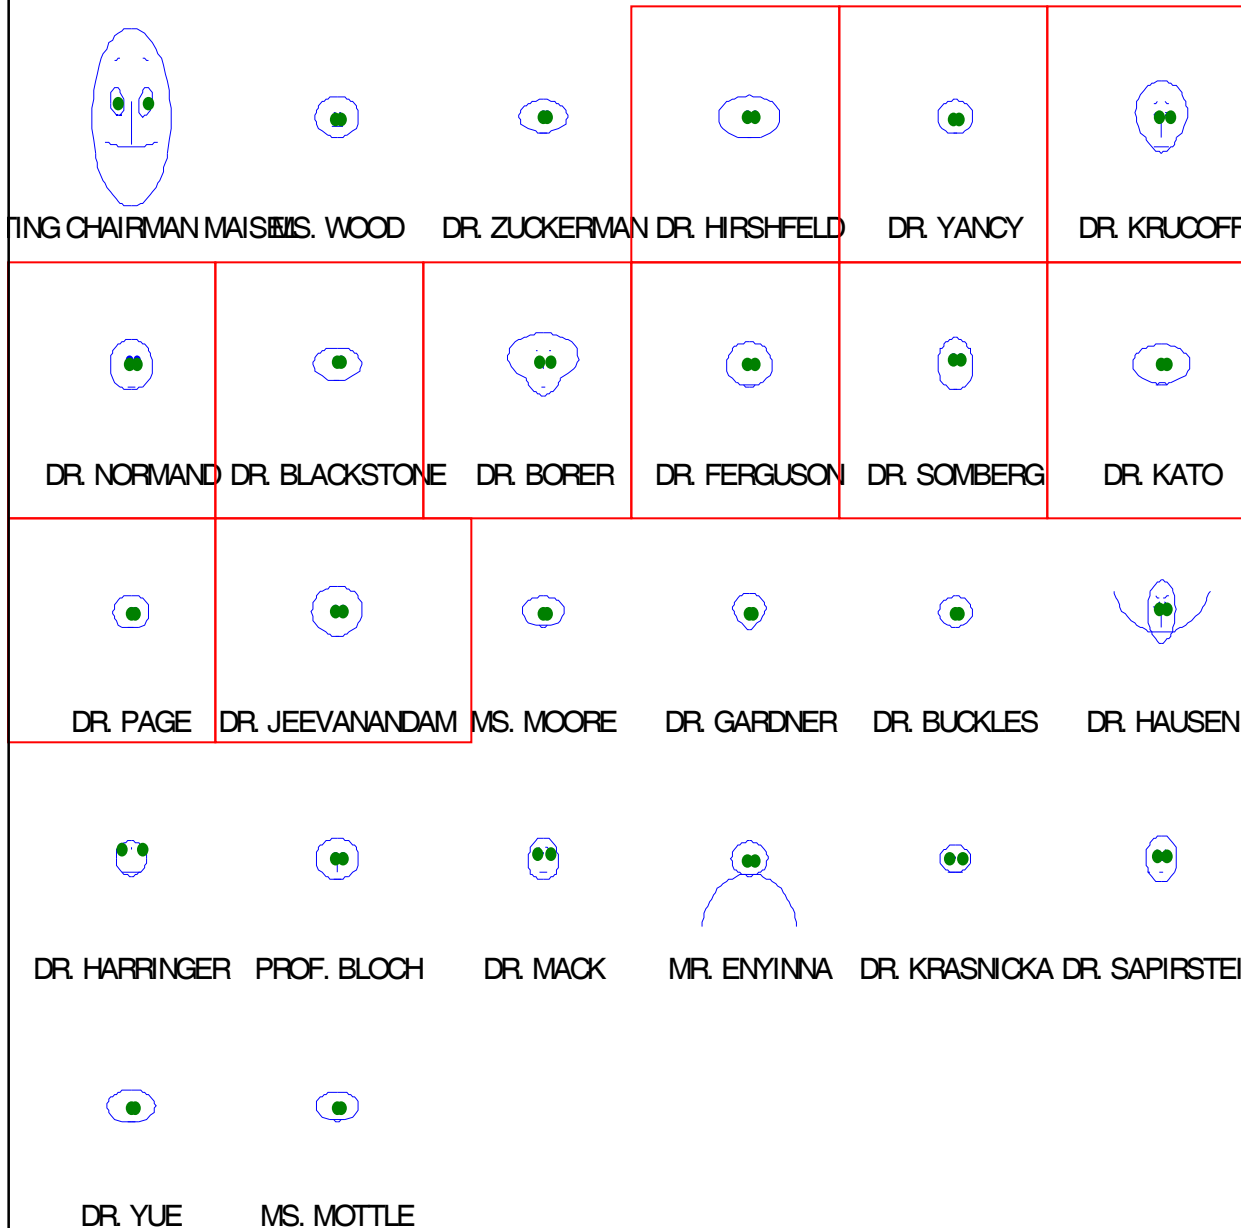 TING CHAIRMAN MAISEL MS. WOOD DR. ZUCKERMAN DR. HIRSHFELD DR. YANCY DR. KRUCOFF
DR. NORMAND DR. BLACKSTONE DR. BORER DR. FERGUSON DR. SOMBERG DR. KATO
DR. PAGE DR. JEEVANANDAM MS. MOORE DR. GARDNER DR. BUCKLES DR. HAUSEN
DR. HARRINGER PROF. BLOCH DR. MACK MR. ENYINNA DR. KRASNICKA DR. SAPIRSTEI
DR. YUE MS. MOTTLE